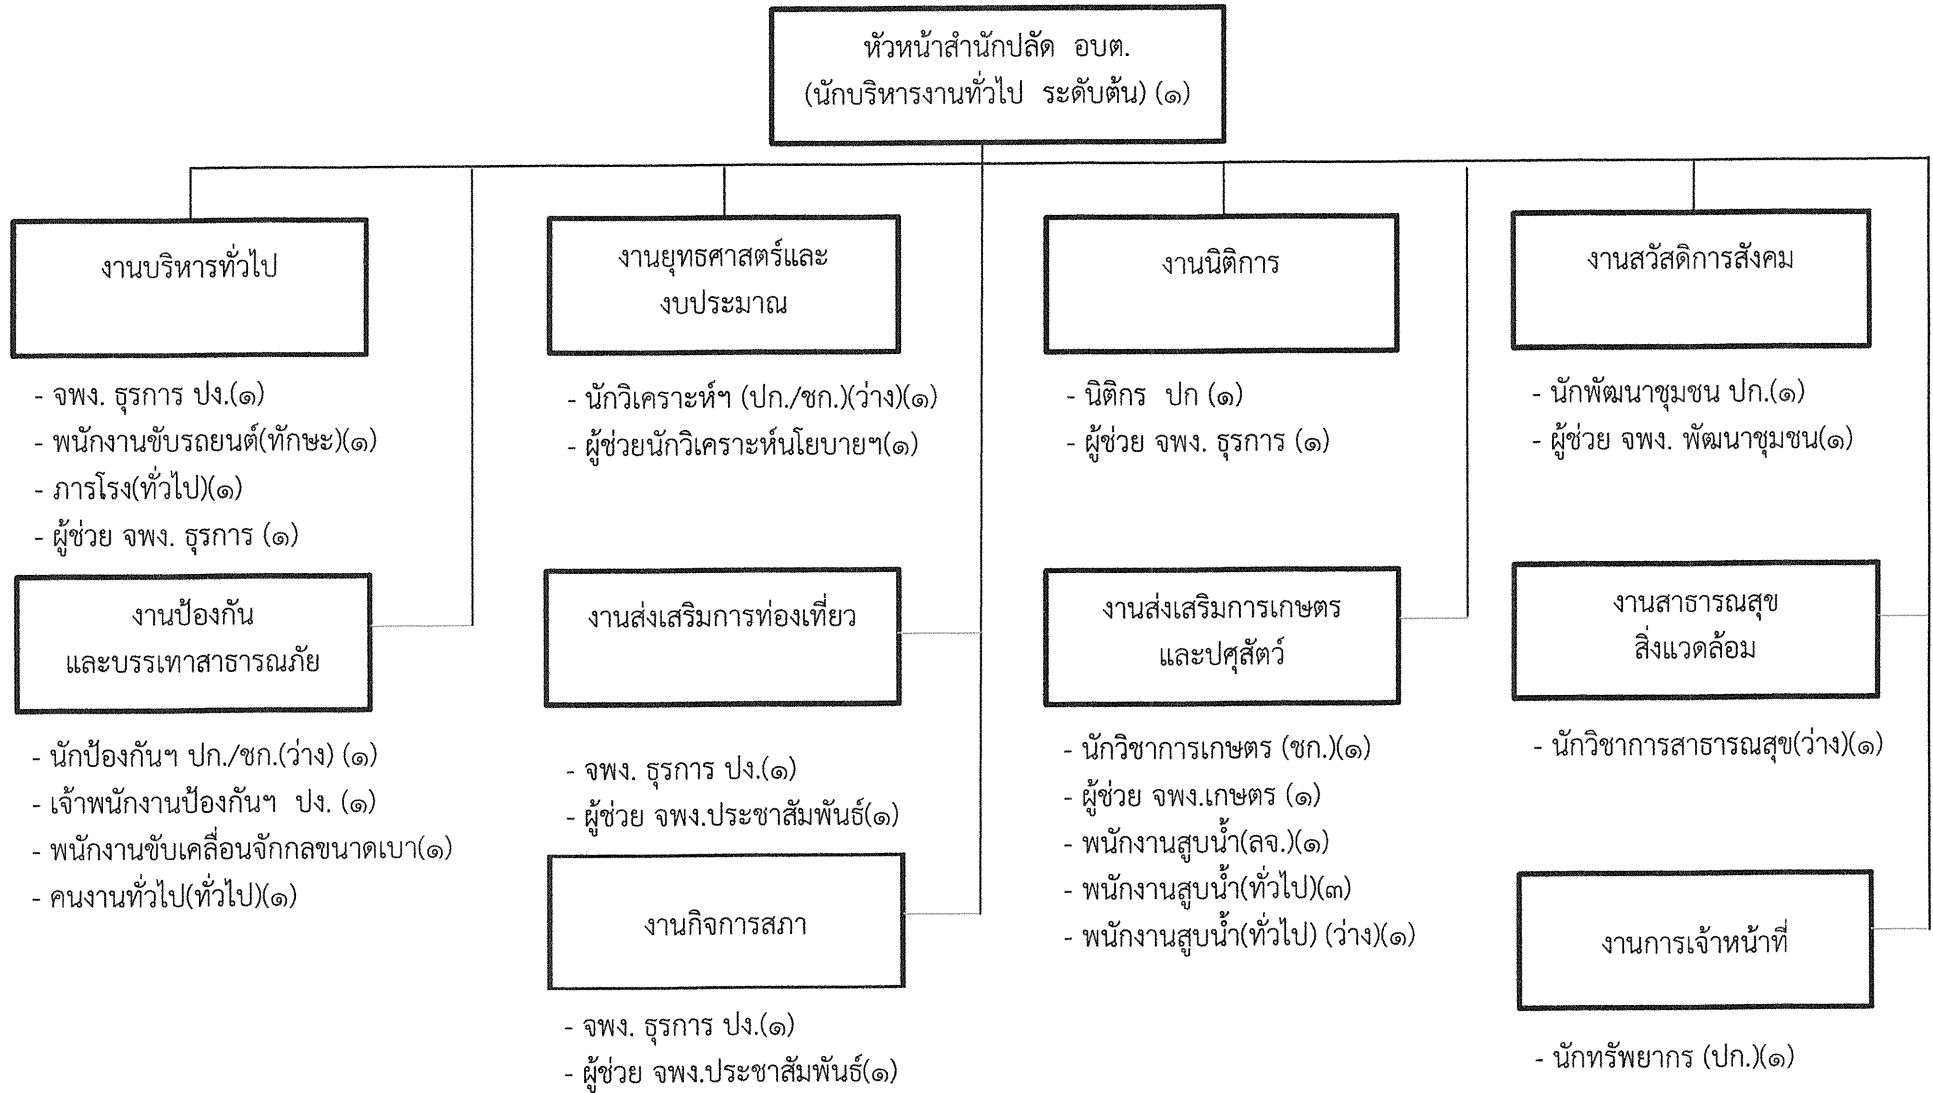 หัวหน้าสำนักปลัด อบต.
(นักบริหารงานทั่วไป ระดับต้น) (๑)
งานบริหารทั่วไป
- จพง. ธุรการ ปง.(๑)
- พนักงานขับรถยนต์(ทักษะ)(๑)
- ภารโรง(ทั่วไป)(๑)
- ผู้ช่วย จพง. ธุรการ (๑)
งานยุทธศาสตร์และ
งบประมาณ
- นักวิเคราะห์ฯ (ปก./ชก.)(ว่าง)(๑)
- ผู้ช่วยนักวิเคราะห์นโยบายฯ(๑)
งานนิติการ
- นิติกร ปก (๑)
- ผู้ช่วย จพง. ธุรการ (๑)
งานสวัสดิการสังคม
- นักพัฒนาชุมชน ปก.(๑)
- ผู้ช่วย จพง. พัฒนาชุมชน(๑)
งานป้องกัน
และบรรเทาสาธารณภัย
- นักป้องกันฯ ปก./ชก.(ว่าง) (๑)
- เจ้าพนักงานป้องกันฯ ปง. (๑)
- พนักงานขับเคลื่อนจักกลขนาดเบา(๑)
- คนงานทั่วไป(ทั่วไป)(๑)
งานส่งเสริมการท่องเที่ยว
- จพง. ธุรการ ปง.(๑)
- ผู้ช่วย จพง.ประชาสัมพันธ์(๑)
งานกิจการสภา
- จพง. ธุรการ ปง.(๑)
- ผู้ช่วย จพง.ประชาสัมพันธ์(๑)
งานส่งเสริมการเกษตร
และปศุสัตว์
- นักวิชาการเกษตร (ชก.)(๑)
- ผู้ช่วย จพง.เกษตร (๑)
- พนักงานสูบน้ำ(ลจ.)(๑)
- พนักงานสูบน้ำ(ทั่วไป)(๓)
- พนักงานสูบน้ำ(ทั่วไป) (ว่าง)(๑)
งานสาธารณสุข
สิ่งแวดล้อม
- นักวิชาการสาธารณสุข(ว่าง)(๑)
งานการเจ้าหน้าที่
- นักทรัพยากร (ปก.)(๑)